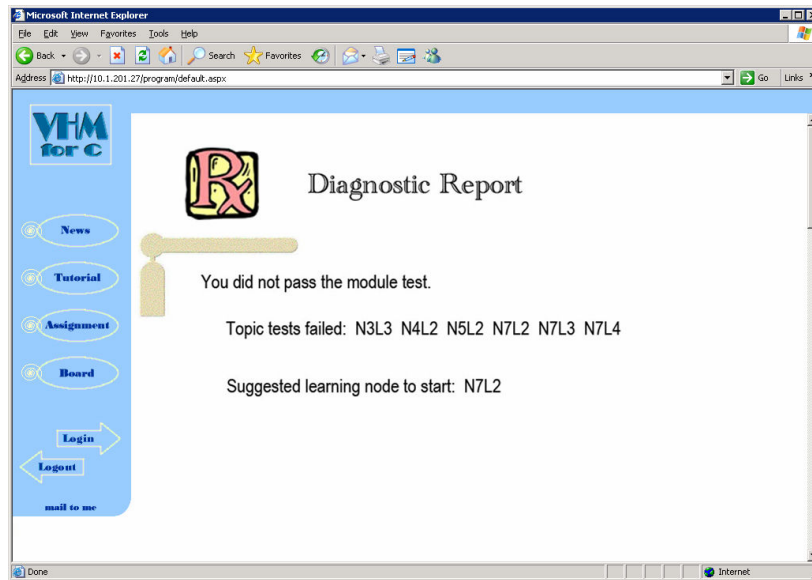 Microsoft Internet Explorer
File Edit View Favorites Tools Help
Back Search Favorites
Address http://10.1.201.27/program/default.aspx Go Links
VHM
for C
Rx
Diagnostic Report
News
Tutorial
You did not pass the module test.
Assignment
Topic tests failed: N3L3 N4L2 N5L2 N7L2 N7L3 N7L4
Board
Suggested learning node to start: N7L2
Login
Logout
mail to me
Done Internet